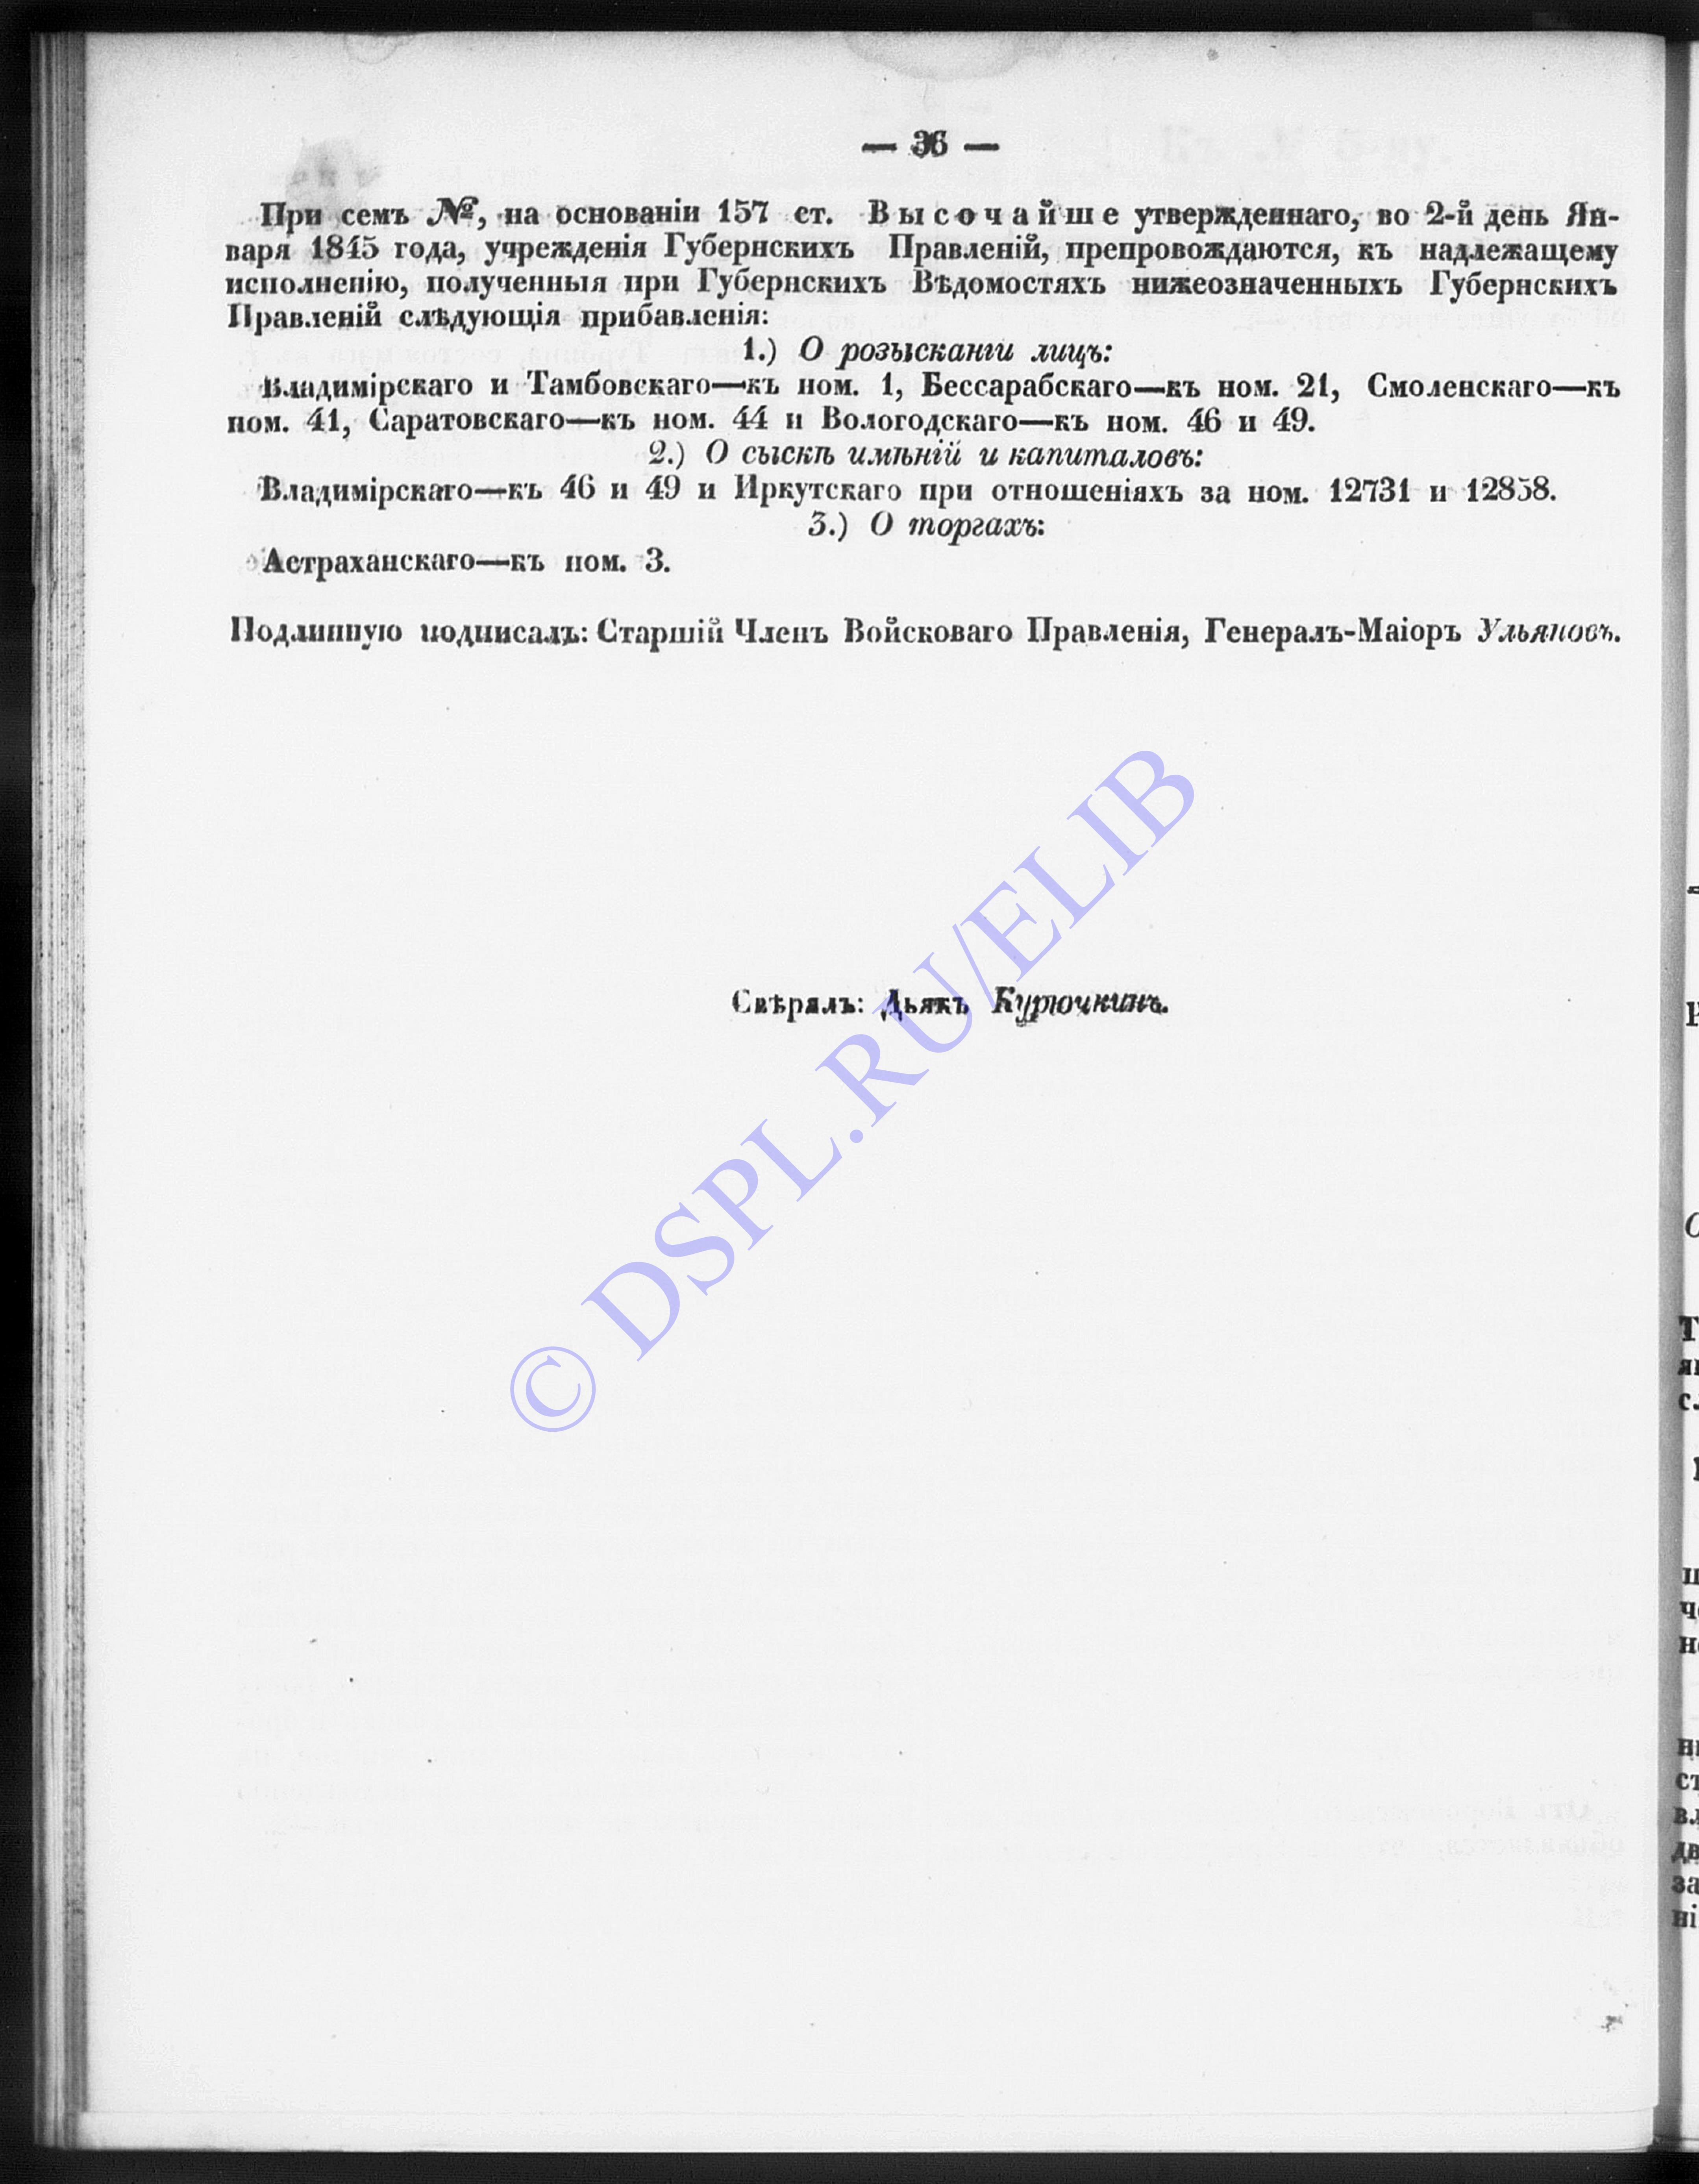 — 36 —
При семъ №, на основаніи 157 ст. Высочайше утвержденнаго, во 2-й день Ян-
варя 1845 года, учрежденія Губернскихъ Правленій, препровождаются, къ надлежащему
исполненію, полученныя при Губернскихъ Вѣдомостяхъ нижеозначенныхъ Губернскихъ
Правленій слѣдующія прибавленія:
1.) О розысканіи лицъ:
Владимірскаго и Тамбовскаго—къ ном. 1, Бессарабскаго—къ ном. 21, Смоленскаго—къ
ном. 41, Саратовскаго—къ ном. 44 и Вологодскаго—къ ном. 46 и 49.
2.) О сыскѣ имѣній и капиталовъ:
Владимірскаго—къ 46 и 49 и Иркутскаго при отношеніяхъ за ном. 12731 и 12858.
3.) О торгахъ:
Астраханскаго—къ ном. 3.
Подлинную подписалъ: Старшій Членъ Войсковаго Правленія, Генералъ-Маіоръ Ульяновъ.
Свѣрялъ: Дьякъ Курючкинъ.
© DSPL.RU/ELIB